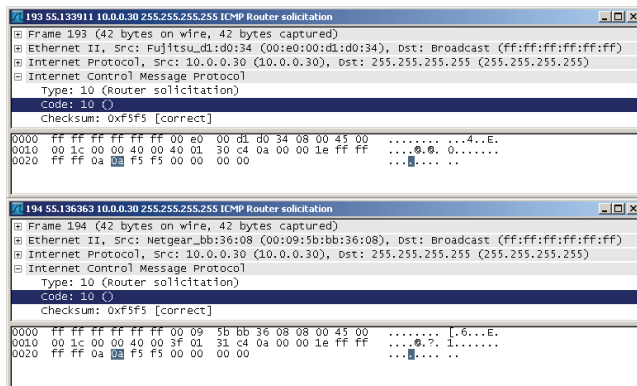 193 55.133911 10.0.0.30 255.255.255.255 ICMP Router solicitation
Frame 193 (42 bytes on wire, 42 bytes captured)
Ethernet II, Src: Fujitsu_d1:d0:34 (00:e0:00:d1:d0:34), Dst: Broadcast (ff:ff:ff:ff:ff:ff)
Internet Protocol, Src: 10.0.0.30 (10.0.0.30), Dst: 255.255.255.255 (255.255.255.255)
Internet Control Message Protocol
Type: 10 (Router solicitation)
Code: 10 ()
Checksum: 0xf5f5 [correct]
0000 ff ff ff ff ff ff 00 e0 00 d1 d0 34 08 00 45 00 ........ ...4..E.
0010 00 1c 00 00 40 00 40 01 30 c4 0a 00 00 1e ff ff ....@.@. 0.......
0020 ff ff 0a 0a f5 f5 00 00 00 00 ........ ..
194 55.136363 10.0.0.30 255.255.255.255 ICMP Router solicitation
Frame 194 (42 bytes on wire, 42 bytes captured)
Ethernet II, Src: Netgear_bb:36:08 (00:09:5b:bb:36:08), Dst: Broadcast (ff:ff:ff:ff:ff:ff)
Internet Protocol, Src: 10.0.0.30 (10.0.0.30), Dst: 255.255.255.255 (255.255.255.255)
Internet Control Message Protocol
Type: 10 (Router solicitation)
Code: 10 ()
Checksum: 0xf5f5 [correct]
0000 ff ff ff ff ff ff 00 09 5b bb 36 08 08 00 45 00 ........ [.6...E.
0010 00 1c 00 00 40 00 3f 01 31 c4 0a 00 00 1e ff ff ....@.?. 1.......
0020 ff ff 0a 0a f5 f5 00 00 00 00 ........ ..